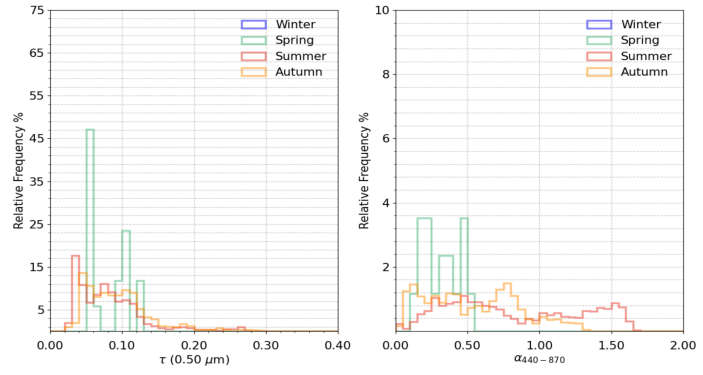 75
65
55
45
35
25
15
5
Relative Frequency %
0.00 0.10 0.20 0.30 0.40
τ (0.50 μm)
Winter
Spring
Summer
Autumn
10
8
6
4
2
Relative Frequency %
0.00 0.50 1.00 1.50 2.00
α440−870
Winter
Spring
Summer
Autumn